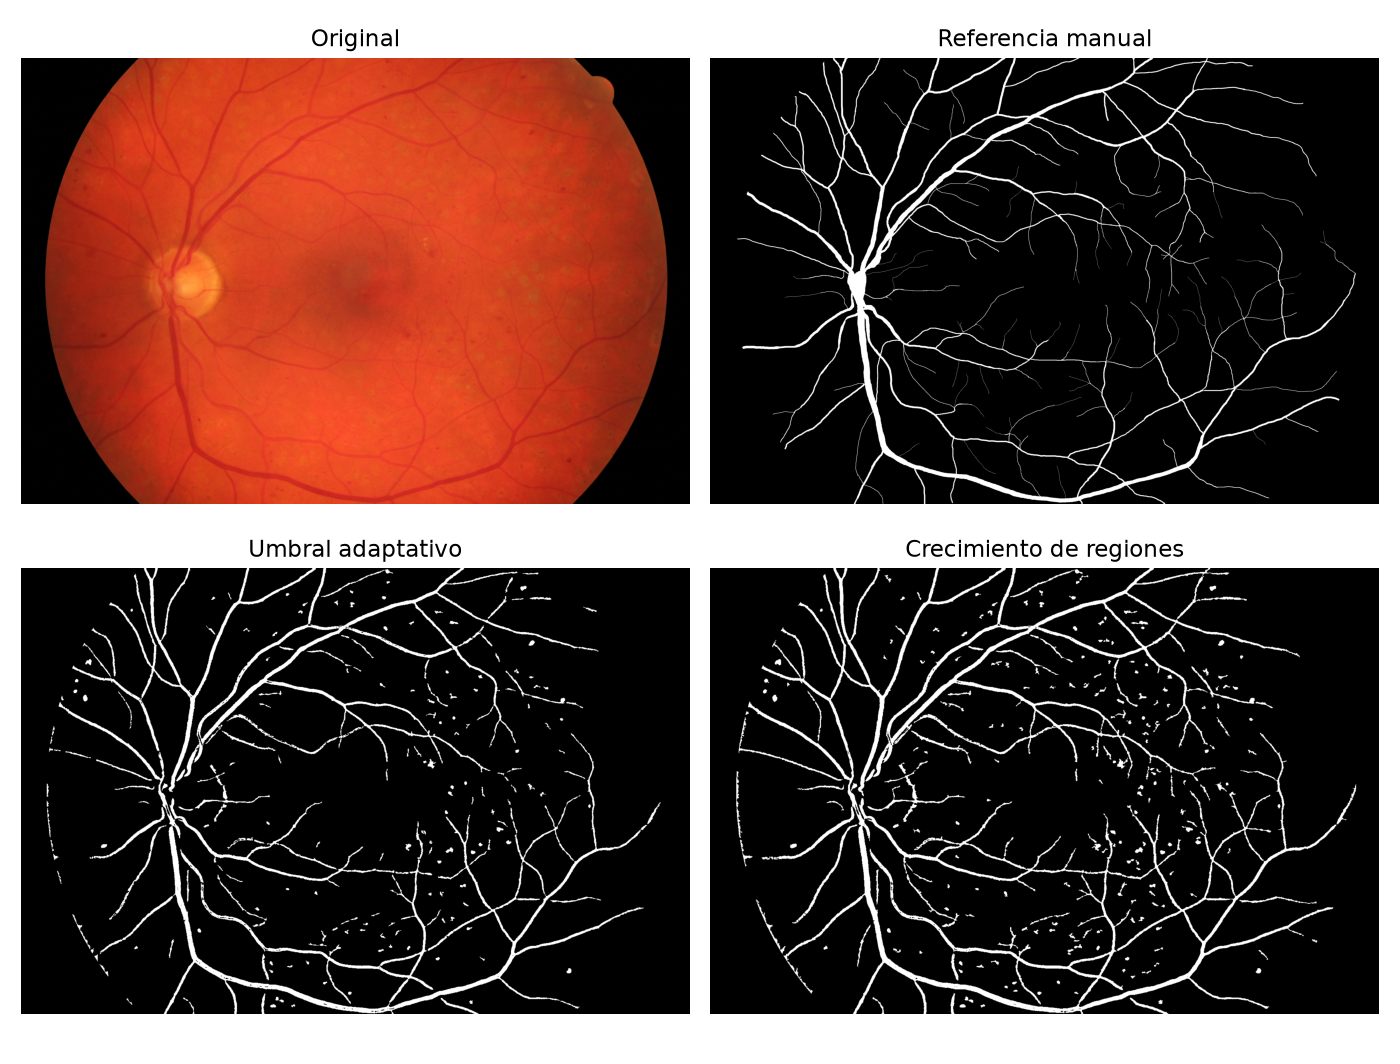 Original
Referencia manual
Umbral adaptativo
Crecimiento de regiones